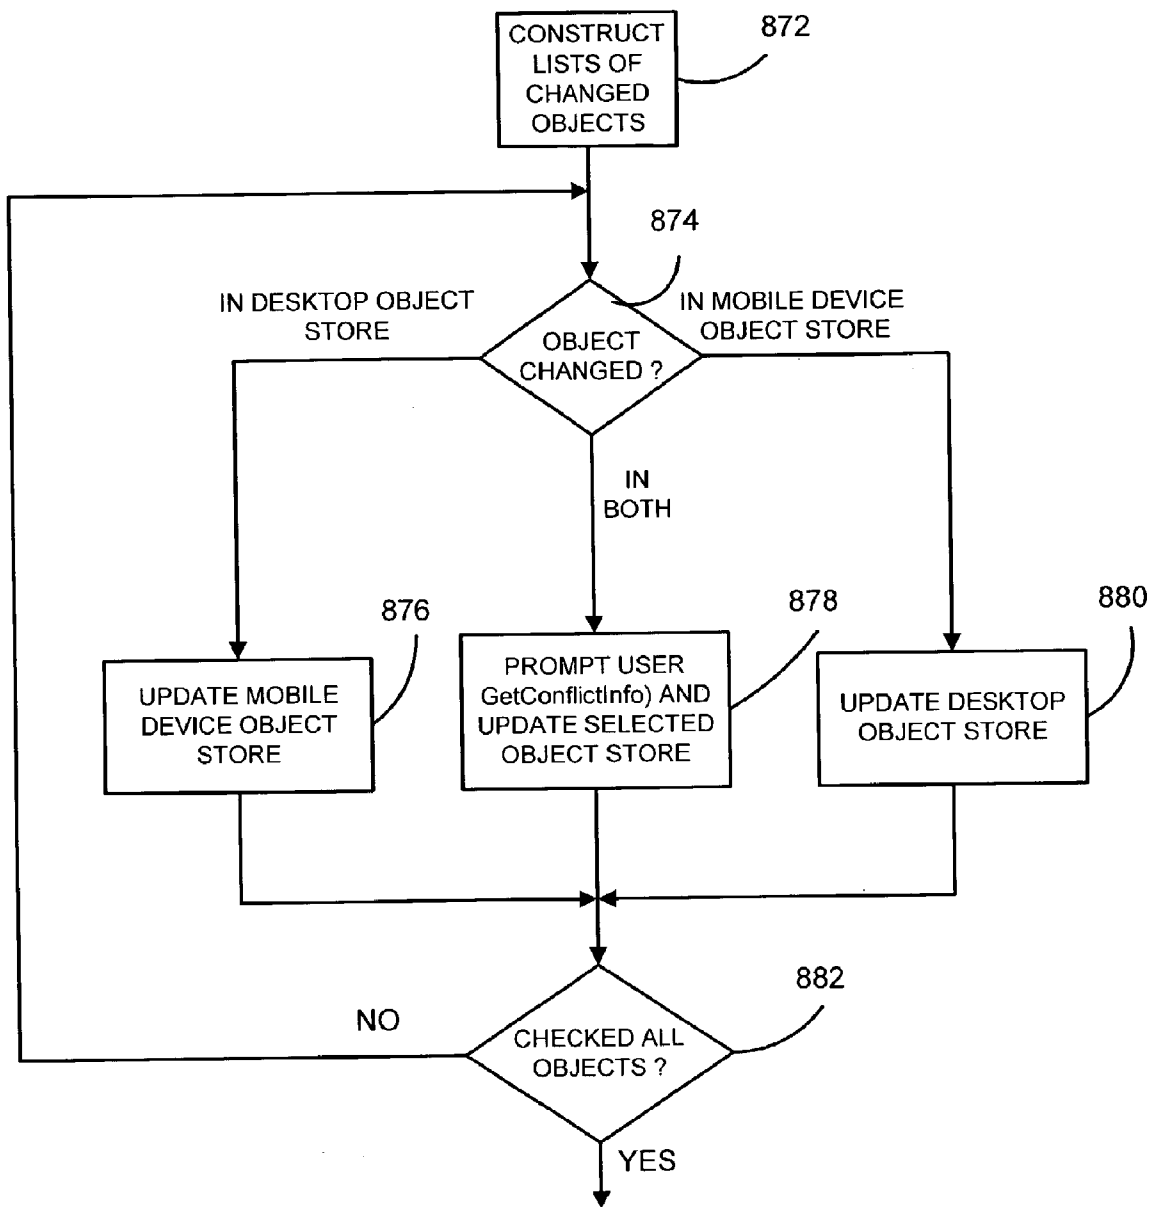 CONSTRUCT
LISTS OF
CHANGED
OBJECTS
872
874
IN DESKTOP OBJECT
STORE
IN MOBILE DEVICE
OBJECT STORE
OBJECT
CHANGED ?
IN
BOTH
876
878
880
UPDATE MOBILE
DEVICE OBJECT
STORE
PROMPT USER
GetConflictInfo) AND
UPDATE SELECTED
OBJECT STORE
UPDATE DESKTOP
OBJECT STORE
882
NO
CHECKED ALL
OBJECTS ?
YES